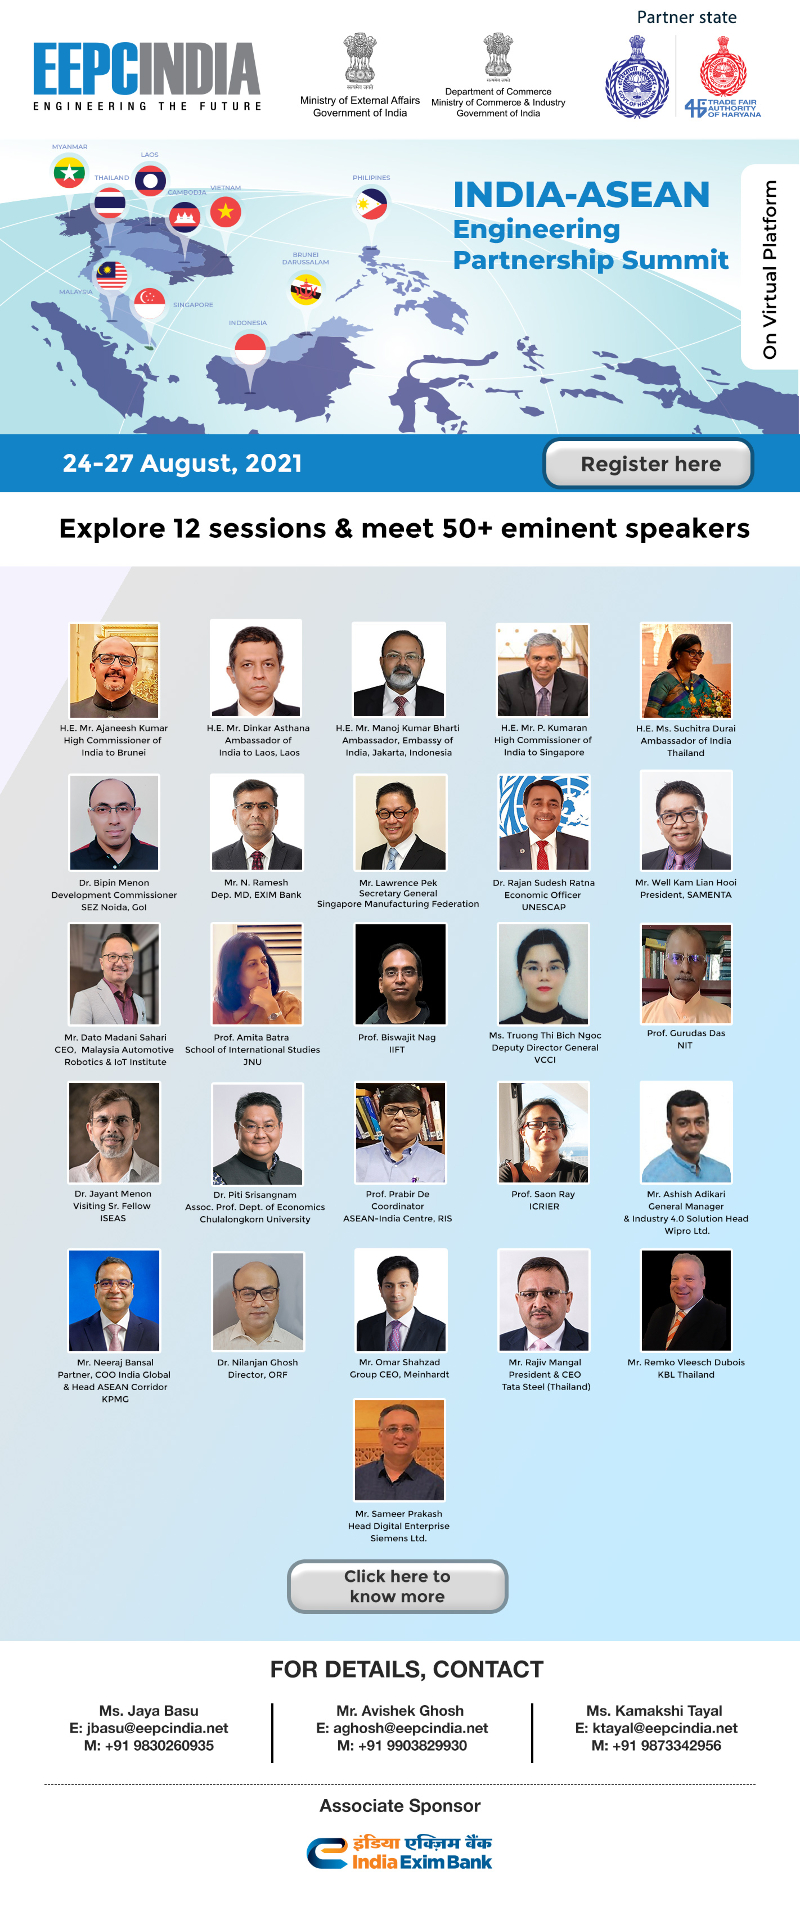 Partner state
EEPCINDIA
ENGINEERING THE FUTURE
Ministry of External Affairs
Government of India
Department of Commerce
Ministry of Commerce & Industry
Government of India
TRADE FAIR
AUTHORITY
OF HARYANA
MYANMAR
LAOS
THAILAND
CAMBODJA
VIETNAM
PHILIPINES
BRUNEI
DARUSSALAM
MALAYSIA
SINGAPORE
INDONESIA
INDIA-ASEAN
Engineering
Partnership Summit
On Virtual Platform
24-27 August, 2021
Register here
Explore 12 sessions & meet 50+ eminent speakers
H.E. Mr. Ajaneesh Kumar
High Commissioner of
India to Brunei
H.E. Mr. Dinkar Asthana
Ambassador of
India to Laos, Laos
H.E. Mr. Manoj Kumar Bharti
Ambassador, Embassy of
India, Jakarta, Indonesia
H.E. Mr. P. Kumaran
High Commissioner of
India to Singapore
H.E. Ms. Suchitra Durai
Ambassador of India
Thailand
Dr. Bipin Menon
Development Commissioner
SEZ Noida, GoI
Mr. N. Ramesh
Dep. MD, EXIM Bank
Mr. Lawrence Pek
Secretary General
Singapore Manufacturing Federation
Dr. Rajan Sudesh Ratna
Economic Officer
UNESCAP
Mr. Well Kam Lian Hooi
President, SAMENTA
Mr. Dato Madani Sahari
CEO, Malaysia Automotive
Robotics & IoT Institute
Prof. Amita Batra
School of International Studies
JNU
Prof. Biswajit Nag
IIFT
Ms. Truong Thi Bich Ngoc
Deputy Director General
VCCI
Prof. Gurudas Das
NIT
Dr. Jayant Menon
Visiting Sr. Fellow
ISEAS
Dr. Piti Srisangnam
Assoc. Prof. Dept. of Economics
Chulalongkorn University
Prof. Prabir De
Coordinator
ASEAN-India Centre, RIS
Prof. Saon Ray
ICRIER
Mr. Ashish Adikari
General Manager
& Industry 4.0 Solution Head
Wipro Ltd.
Mr. Neeraj Bansal
Partner, COO India Global
& Head ASEAN Corridor
KPMG
Dr. Nilanjan Ghosh
Director, ORF
Mr. Omar Shahzad
Group CEO, Meinhardt
Mr. Rajiv Mangal
President & CEO
Tata Steel (Thailand)
Mr. Remko Vleesch Dubois
KBL Thailand
Mr. Sameer Prakash
Head Digital Enterprise
Siemens Ltd.
Click here to
know more
FOR DETAILS, CONTACT
Ms. Jaya Basu
E: jbasu@eepcindia.net
M: +91 9830260935
Mr. Avishek Ghosh
E: aghosh@eepcindia.net
M: +91 9903829930
Ms. Kamakshi Tayal
E: ktayal@eepcindia.net
M: +91 9873342956
Associate Sponsor
इंडिया एक्ज़िम बैंक
India Exim Bank